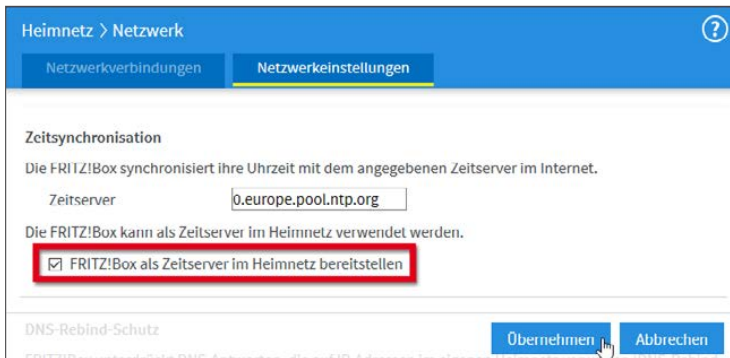 Heimnetz > Netzwerk
?
Netzwerkverbindungen
Netzwerkeinstellungen
Zeitsynchronisation
Die FRITZ!Box synchronisiert ihre Uhrzeit mit dem angegebenen Zeitserver im Internet.
Zeitserver
0.europe.pool.ntp.org
Die FRITZ!Box kann als Zeitserver im Heimnetz verwendet werden.
FRITZ!Box als Zeitserver im Heimnetz bereitstellen
DNS-Rebind-Schutz
Übernehmen
Abbrechen